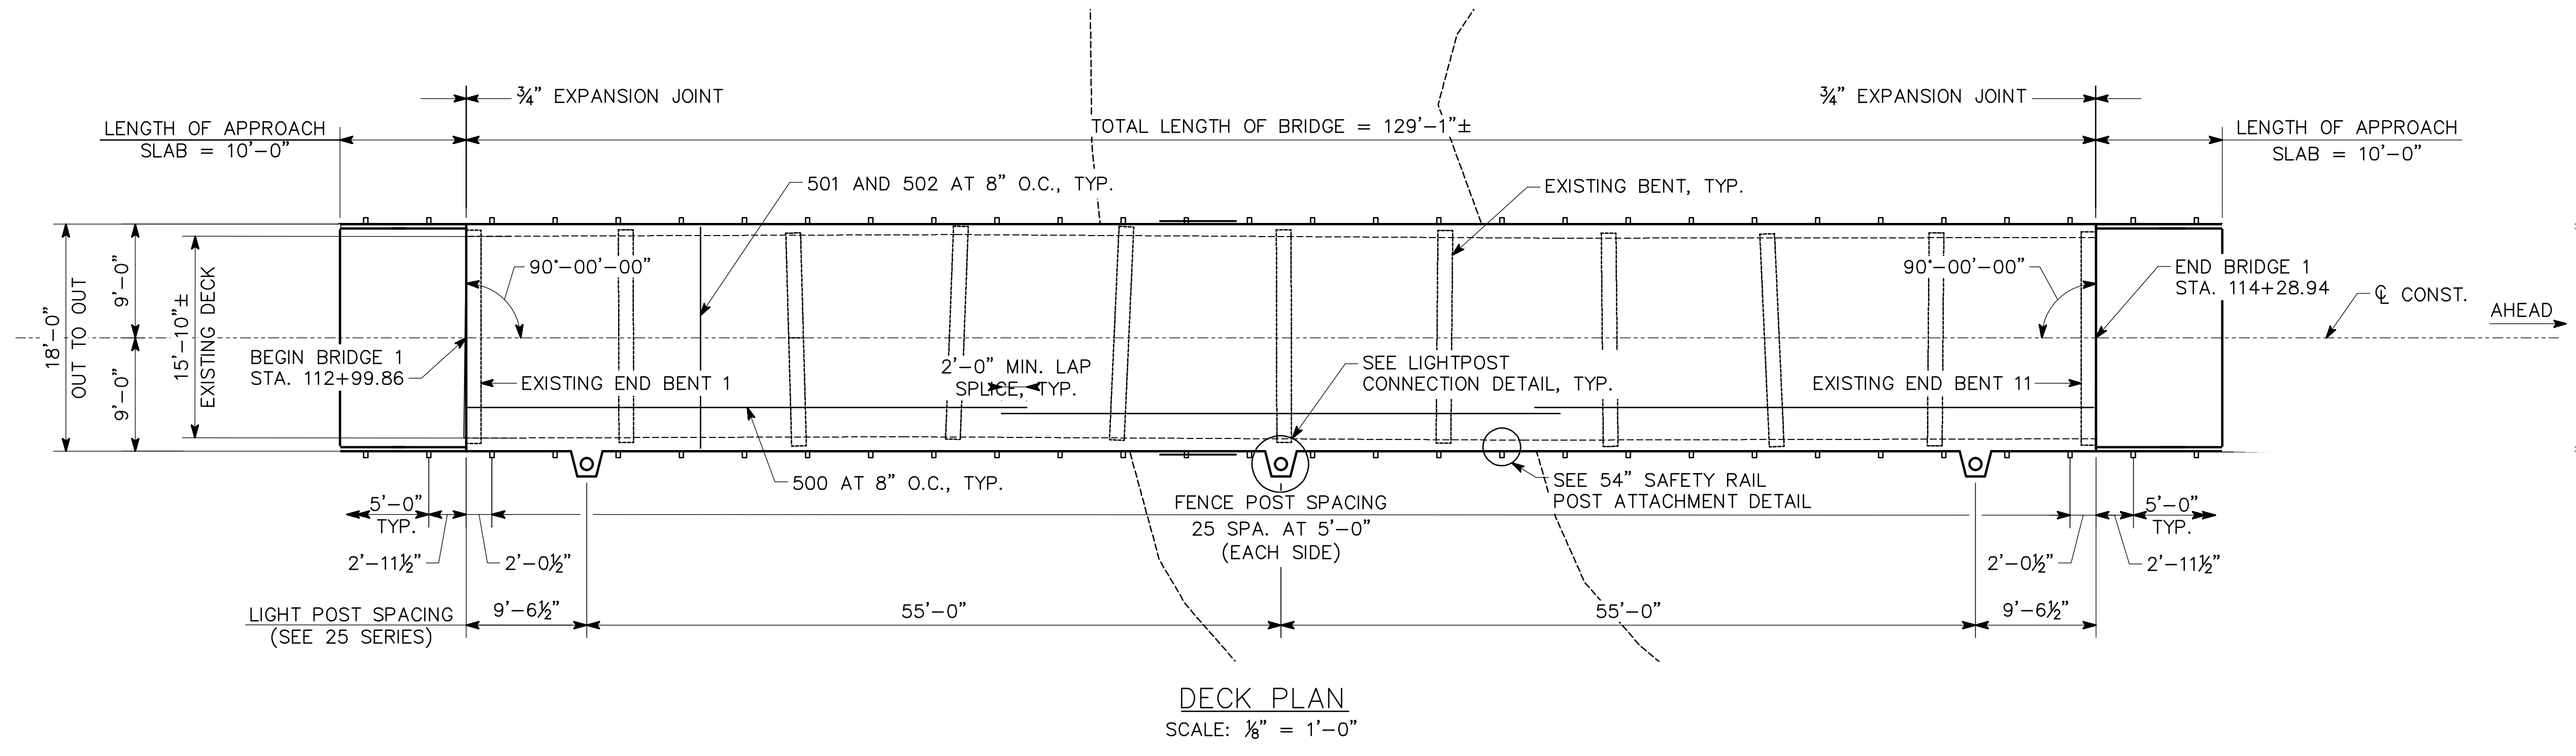 ¾" EXPANSION JOINT
¾" EXPANSION JOINT
LENGTH OF APPROACH
SLAB = 10'-0"
TOTAL LENGTH OF BRIDGE = 129'-1"±
LENGTH OF APPROACH
SLAB = 10'-0"
501 AND 502 AT 8" O.C., TYP.
EXISTING BENT, TYP.
18'-0"
OUT TO OUT
9'-0"
9'-0"
15'-10"±
EXISTING DECK
90°-00'-00"
90°-00'-00"
END BRIDGE 1
STA. 114+28.94
℄ CONST.
AHEAD
BEGIN BRIDGE 1
STA. 112+99.86
EXISTING END BENT 1
2'-0" MIN. LAP
SPLICE, TYP.
SEE LIGHTPOST
CONNECTION DETAIL, TYP.
EXISTING END BENT 11
500 AT 8" O.C., TYP.
SEE 54" SAFETY RAIL
POST ATTACHMENT DETAIL
5'-0"
TYP.
FENCE POST SPACING
25 SPA. AT 5'-0"
(EACH SIDE)
5'-0"
TYP.
2'-11½"
2'-0½"
2'-0½"
2'-11½"
LIGHT POST SPACING
(SEE 25 SERIES)
9'-6½"
55'-0"
55'-0"
9'-6½"
DECK PLAN
SCALE: ⅛" = 1'-0"